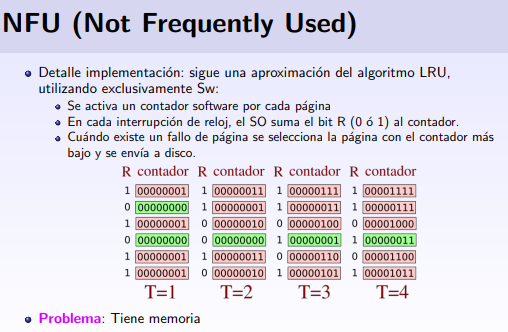 NFU (Not Frequently Used)
Detalle implementación: sigue una aproximación del algoritmo LRU,
utilizando exclusivamente Sw:
Se activa un contador software por cada página
En cada interrupción de reloj, el SO suma el bit R (0 ó 1) al contador.
Cuándo existe un fallo de página se selecciona la página con el contador más
bajo y se envía a disco.
R contador R contador R contador R contador
1 00000001 1 00000011 1 00000111 1 00001111
0 00000000 1 00000001 1 00000011 1 00000111
1 00000001 0 00000010 0 00000100 0 00001000
0 00000000 0 00000000 1 00000001 1 00000011
1 00000001 1 00000011 0 00000110 0 00001100
1 00000001 0 00000010 1 00000101 1 00001011
T=1 T=2 T=3 T=4
Problema: Tiene memoria